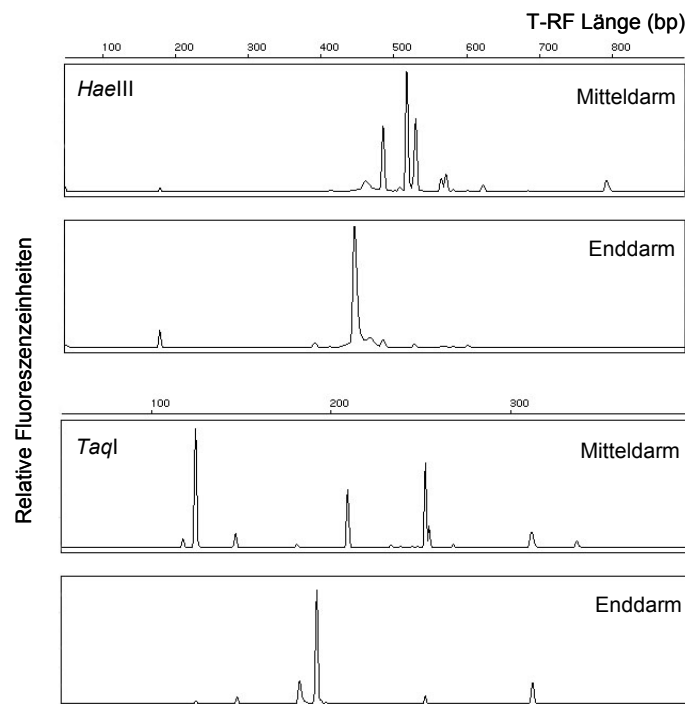 T-RF Länge (bp)
100 200 300 400 500 600 700 800
HaeIII
Mitteldarm
Enddarm
Relative Fluoreszenzeinheiten
100 200 300
TaqI
Mitteldarm
Enddarm